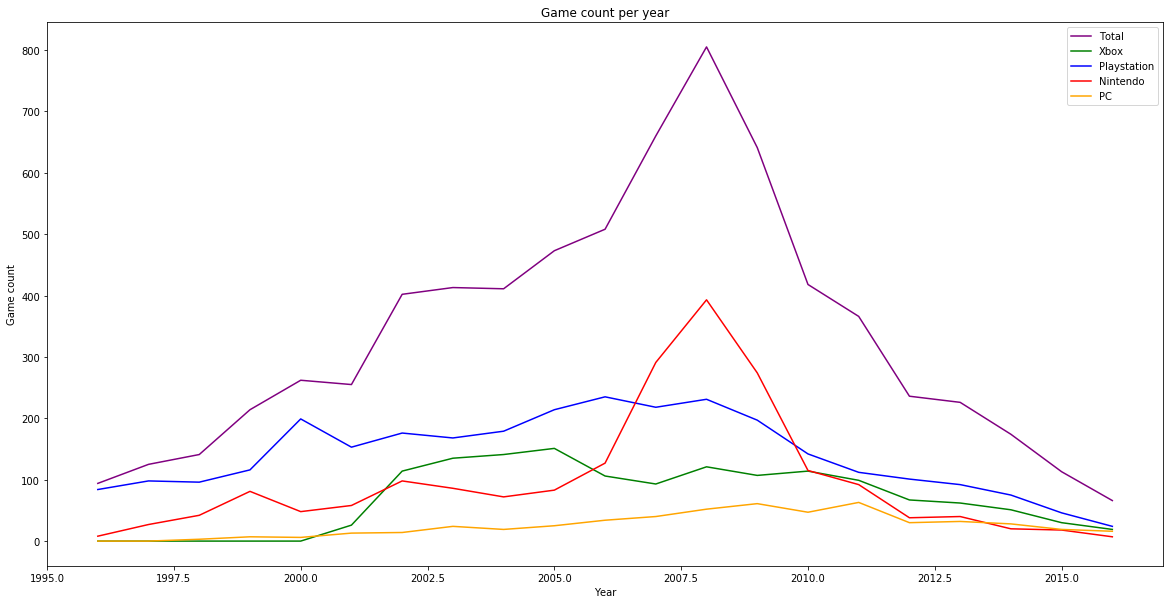 Game count per year
Total
Xbox
Playstation
Nintendo
PC
800
700
600
500
400
300
200
100
0
Game count
1995.0 1997.5 2000.0 2002.5 2005.0 2007.5 2010.0 2012.5 2015.0
Year